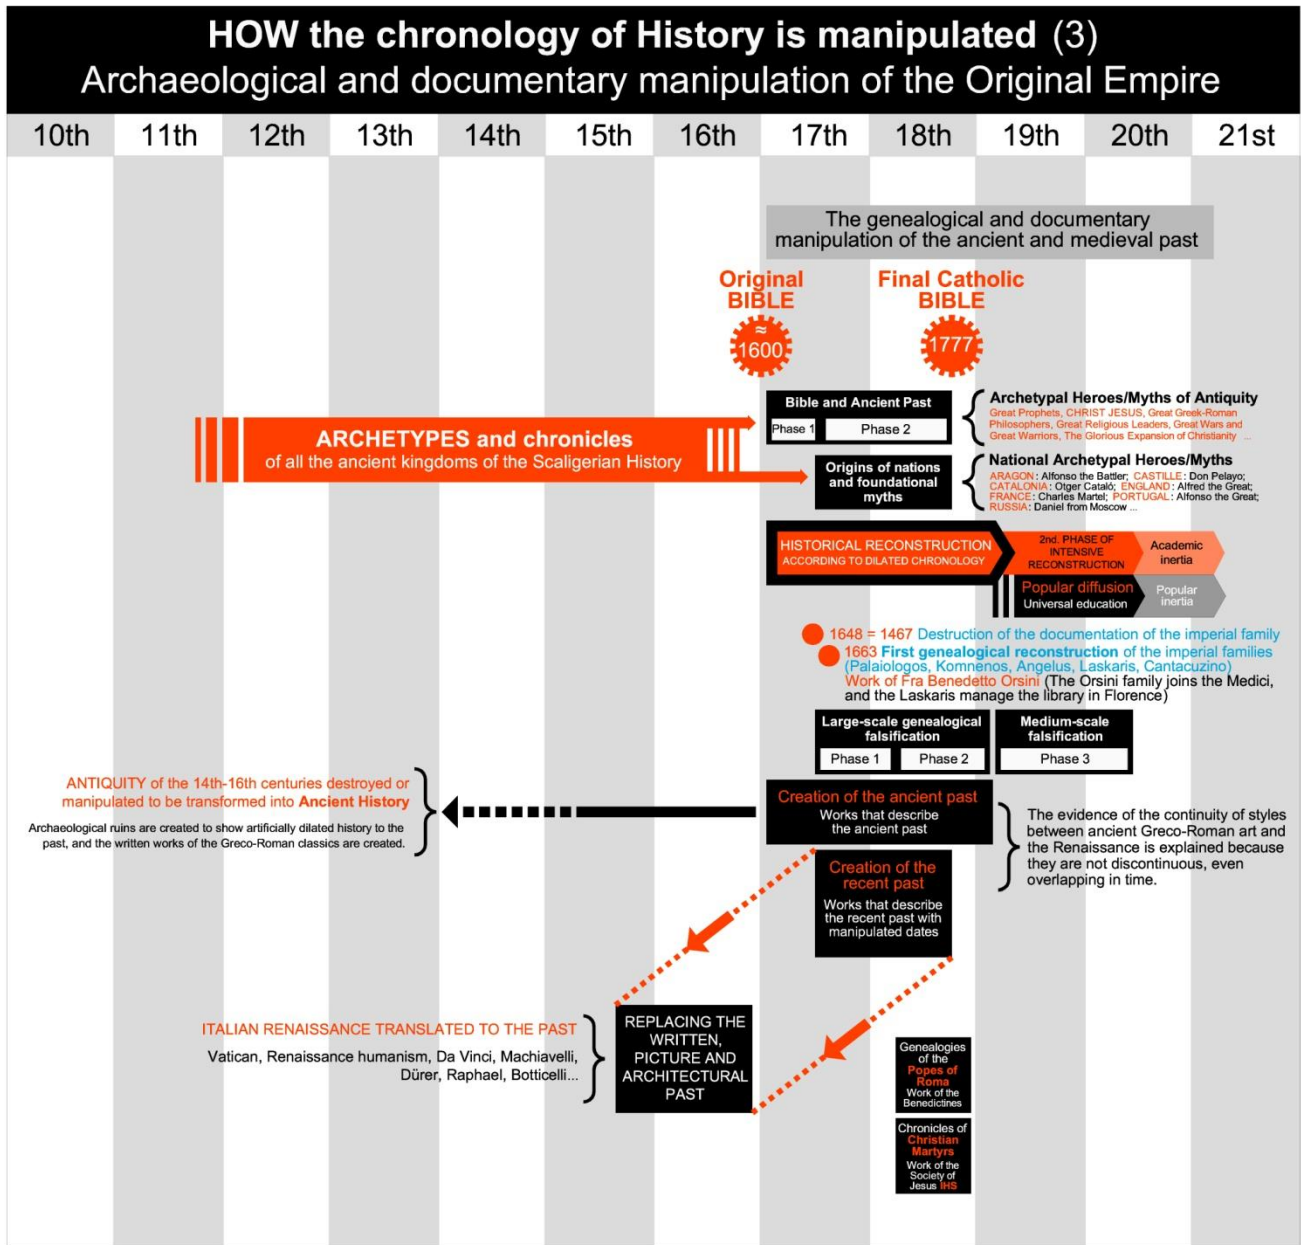 HOW the chronology of History is manipulated (3)
Archaeological and documentary manipulation of the Original Empire
10th 11th 12th 13th 14th 15th 16th 17th 18th 19th 20th 21st
The genealogical and documentary
manipulation of the ancient and medieval past
Original
BIBLE
≈
1600
Final Catholic
BIBLE
1777
ARCHETYPES and chronicles
of all the ancient kingdoms of the Scaligerian History
Bible and Ancient Past
Phase 1 Phase 2
Archetypal Heroes/Myths of Antiquity
Great Prophets, CHRIST JESUS, Great Greek-Roman
Philosophers, Great Religious Leaders, Great Wars and
Great Warriors, The Glorious Expansion of Christianity ...
Origins of nations
and foundational
myths
National Archetypal Heroes/Myths
ARAGON: Alfonso the Battler; CASTILLE: Don Pelayo;
CATALONIA: Otger Cataló; ENGLAND: Alfred the Great;
FRANCE: Charles Martel; PORTUGAL: Alfonso the Great;
RUSSIA: Daniel from Moscow ...
HISTORICAL RECONSTRUCTION
ACCORDING TO DILATED CHRONOLOGY
2nd. PHASE OF
INTENSIVE
RECONSTRUCTION
Academic
inertia
Popular diffusion
Universal education
Popular
inertia
1648 = 1467 Destruction of the documentation of the imperial family
1663 First genealogical reconstruction of the imperial families
(Palaiologos, Komnenos, Angelus, Laskaris, Cantacuzino)
Work of Fra Benedetto Orsini (The Orsini family joins the Medici,
and the Laskaris manage the library in Florence)
Large-scale genealogical
falsification
Phase 1 Phase 2
Medium-scale
falsification
Phase 3
ANTIQUITY of the 14th-16th centuries destroyed or
manipulated to be transformed into Ancient History
Archaeological ruins are created to show artificially dilated history to the
past, and the written works of the Greco-Roman classics are created.
Creation of the ancient past
Works that describe
the ancient past
The evidence of the continuity of styles
between ancient Greco-Roman art and
the Renaissance is explained because
they are not discontinuous, even
overlapping in time.
Creation of the
recent past
Works that describe
the recent past with
manipulated dates
ITALIAN RENAISSANCE TRANSLATED TO THE PAST
Vatican, Renaissance humanism, Da Vinci, Machiavelli,
Dürer, Raphael, Botticelli...
REPLACING THE
WRITTEN,
PICTURE AND
ARCHITECTURAL
PAST
Genealogies
of the
Popes of
Roma
Work of the
Benedictines
Chronicles of
Christian
Martyrs
Work of the
Society of
Jesus IHS